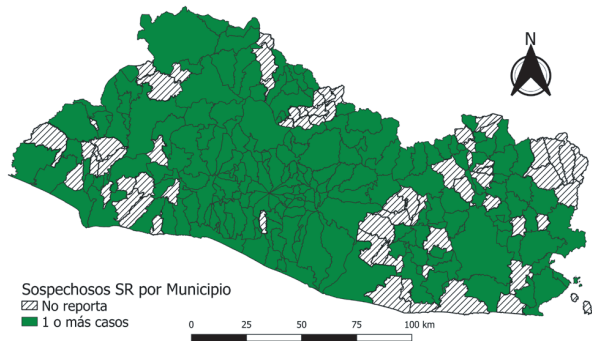 N
Sospechosos SR por Municipio
No reporta
1 o más casos
0 25 50 75 100 km